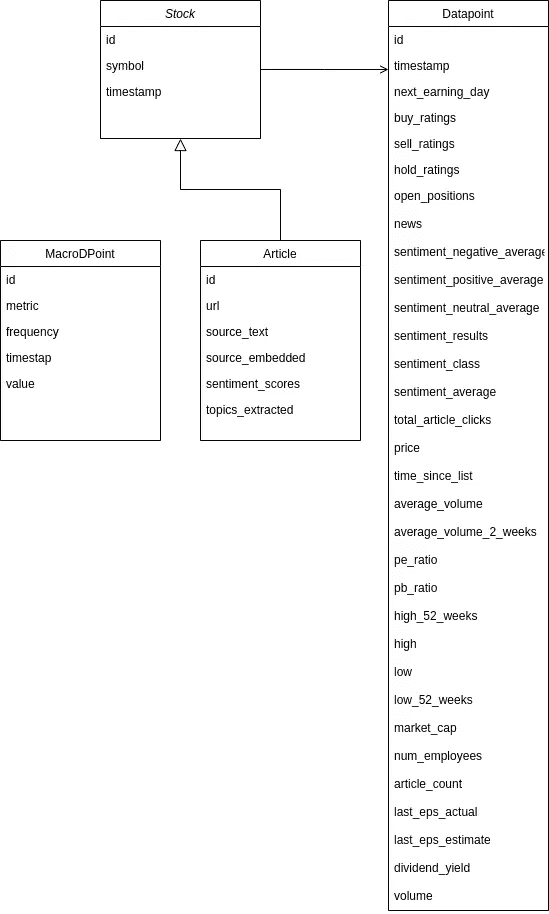 Stock
id
symbol
timestamp
Datapoint
id
timestamp
next_earning_day
buy_ratings
sell_ratings
hold_ratings
open_positions
news
sentiment_negative_average
sentiment_positive_average
sentiment_neutral_average
sentiment_results
sentiment_class
sentiment_average
total_article_clicks
price
time_since_list
average_volume
average_volume_2_weeks
pe_ratio
pb_ratio
high_52_weeks
high
low
low_52_weeks
market_cap
num_employees
article_count
last_eps_actual
last_eps_estimate
dividend_yield
volume
MacroDPoint
id
metric
frequency
timestap
value
Article
id
url
source_text
source_embedded
sentiment_scores
topics_extracted